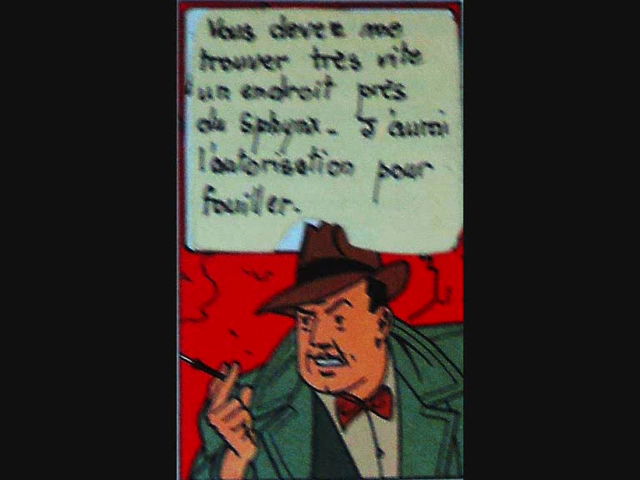 Vous devez me
trouver très vite
un endroit près
du Sphynx. J'aurai
l'autorisation pour
fouiller.